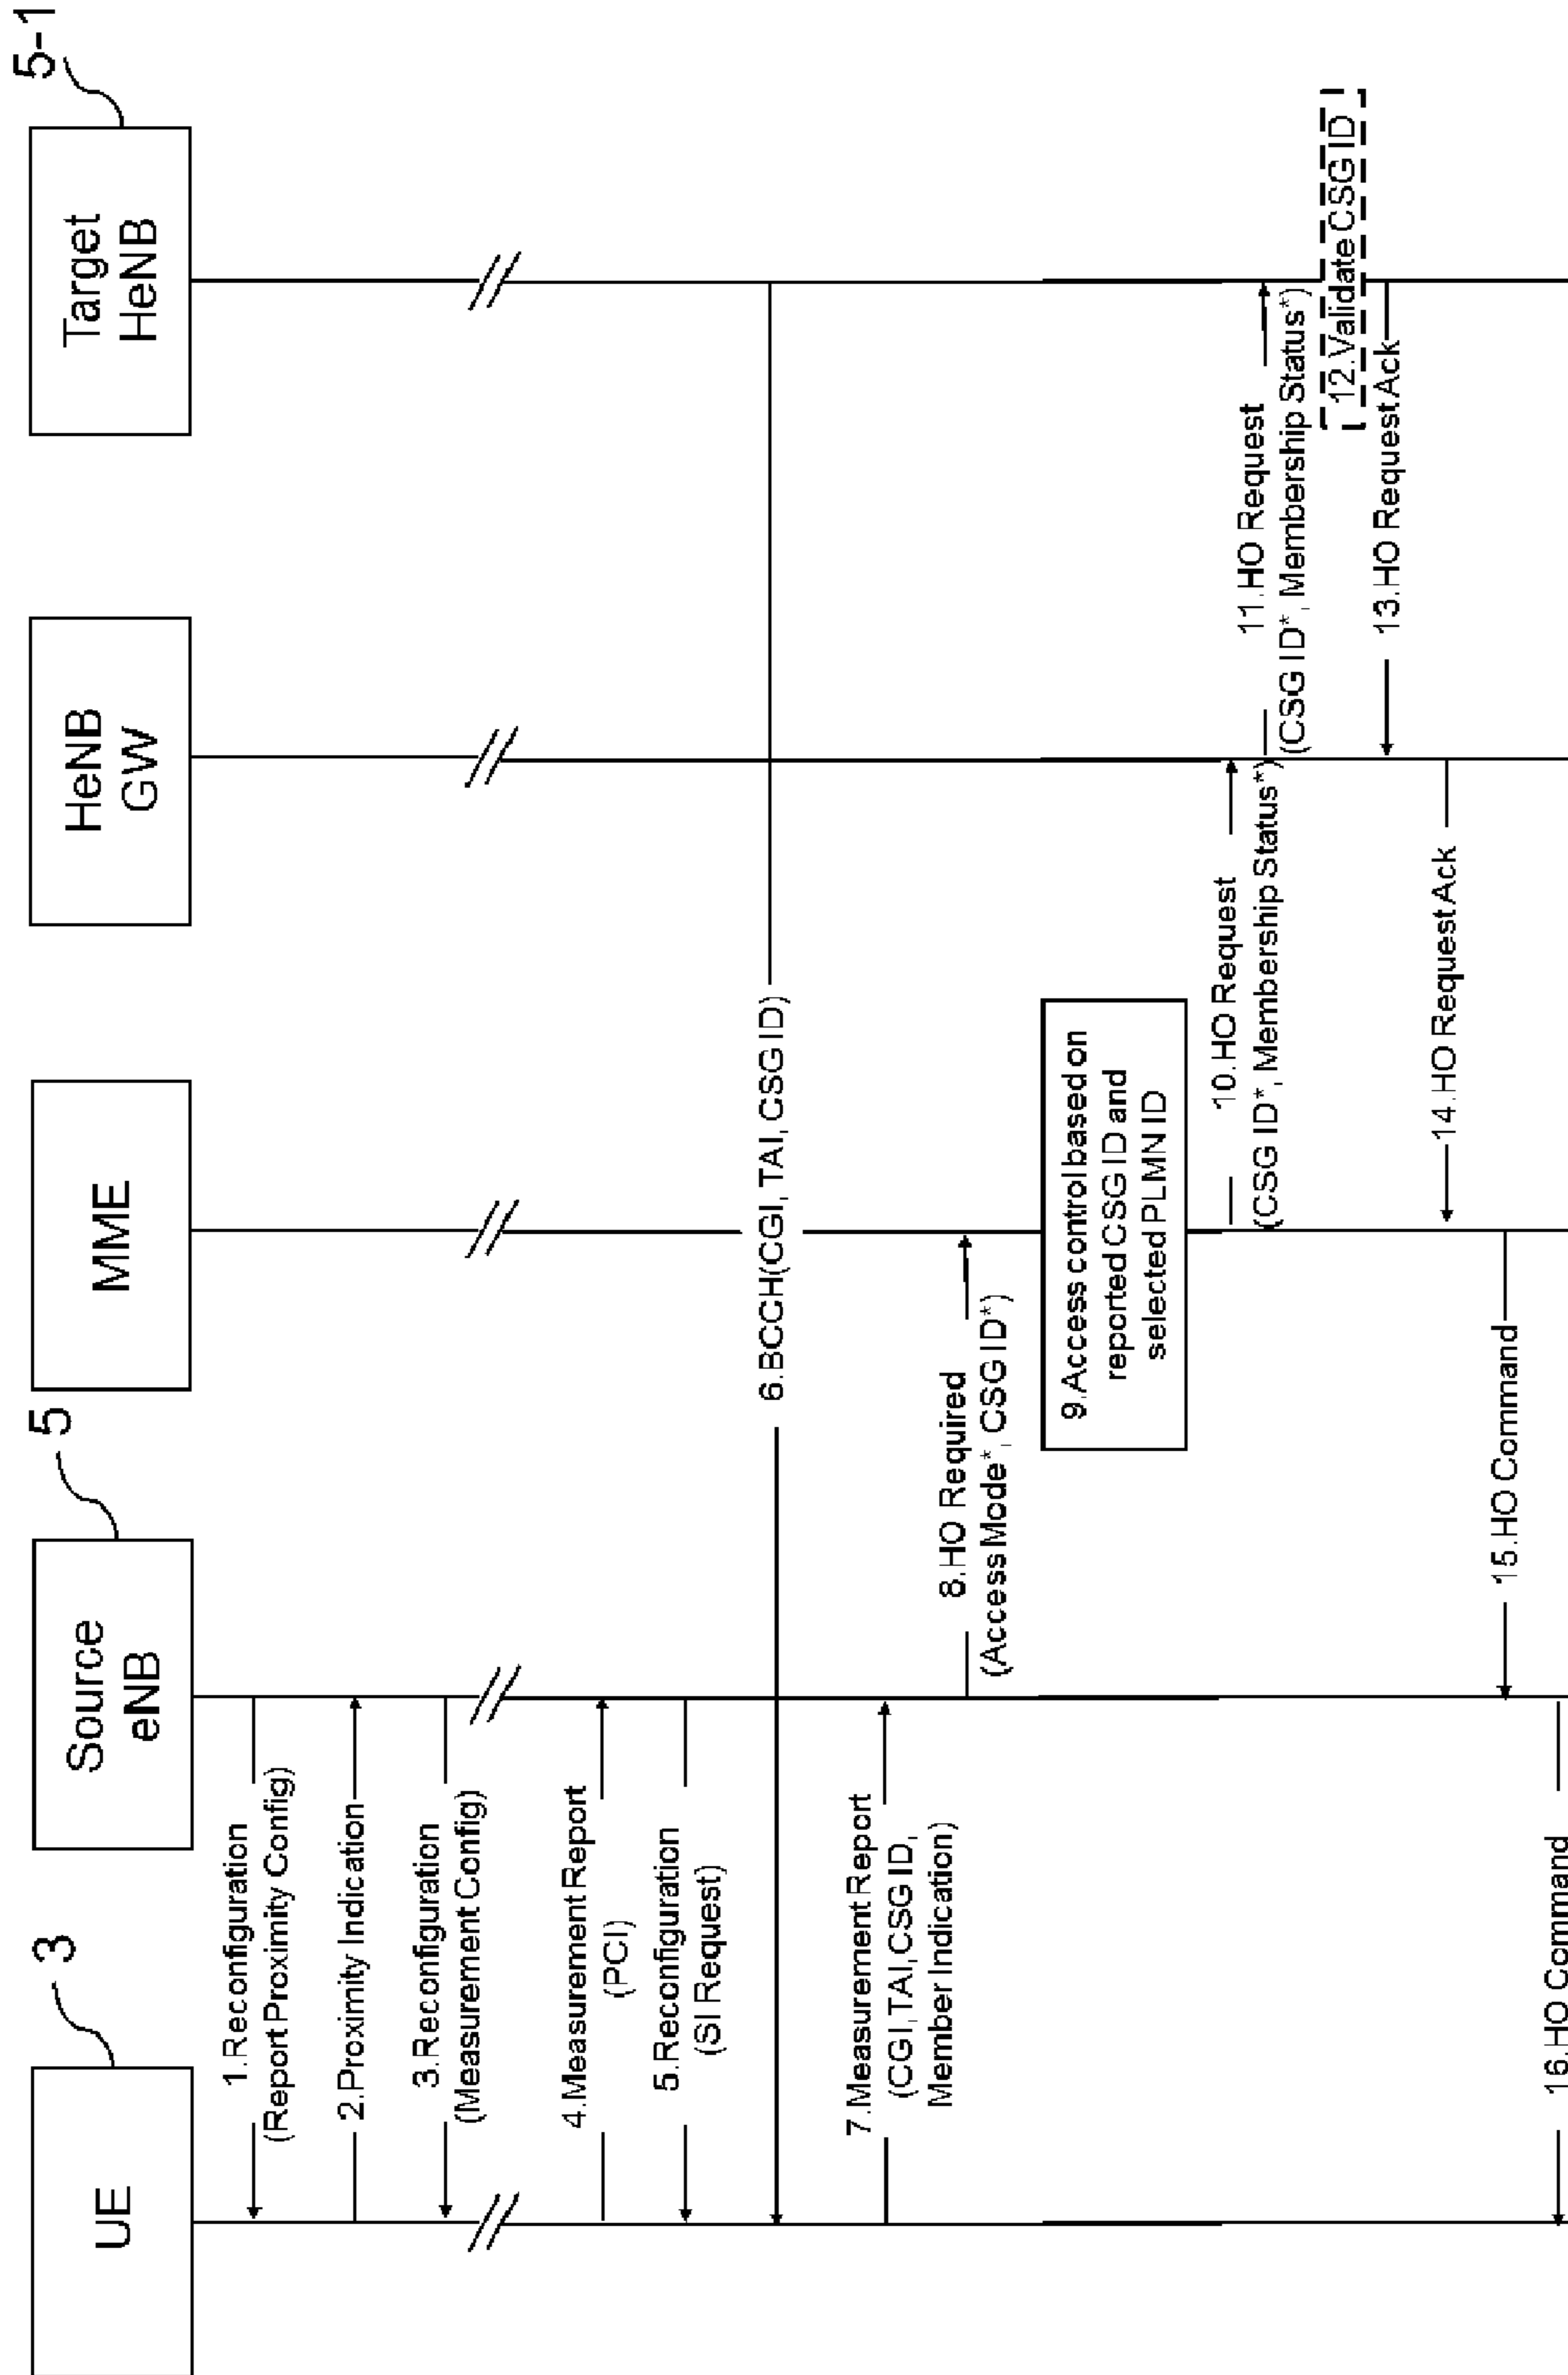 UE
3
Source
eNB
5
MME
HeNB
GW
Target
HeNB
5-1
1.Reconfiguration
(Report Proximity Config)
2.Proximity Indication
3.Reconfiguration
(Measurement Config)
4.Measurement Report
(PCI)
5.Reconfiguration
(SI Request)
6.BCCH(CGI, TAI, CSG ID)
7.Measurement Report
(CGI,TAI,CSG ID,
Member Indication)
8.HO Required
(Access Mode*, CSG ID*)
9.Access control based on
reported CSG ID and
selected PLMN ID
10.HO Request
(CSG ID*, Membership Status*)
11.HO Request
(CSG ID*, Membership Status*)
12.Validate CSG ID
13.HO Request Ack
14.HO Request Ack
15.HO Command
16.HO Command